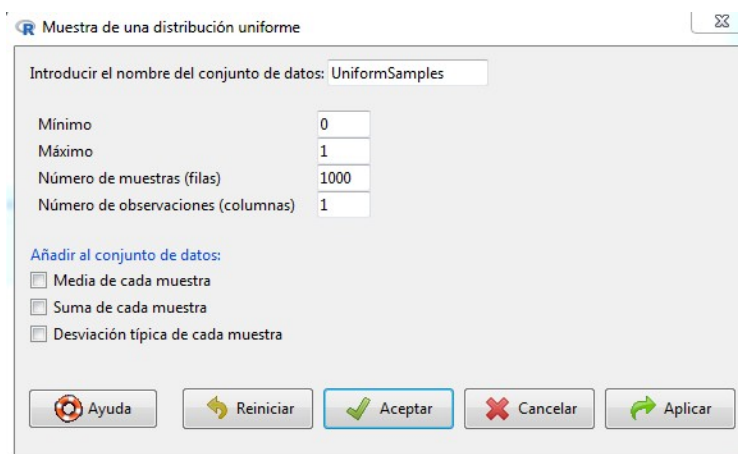 Muestra de una distribución uniforme
Introducir el nombre del conjunto de datos: UniformSamples
Mínimo 0
Máximo 1
Número de muestras (filas) 1000
Número de observaciones (columnas) 1
Añadir al conjunto de datos:
Media de cada muestra
Suma de cada muestra
Desviación típica de cada muestra
Ayuda Reiniciar Aceptar Cancelar Aplicar